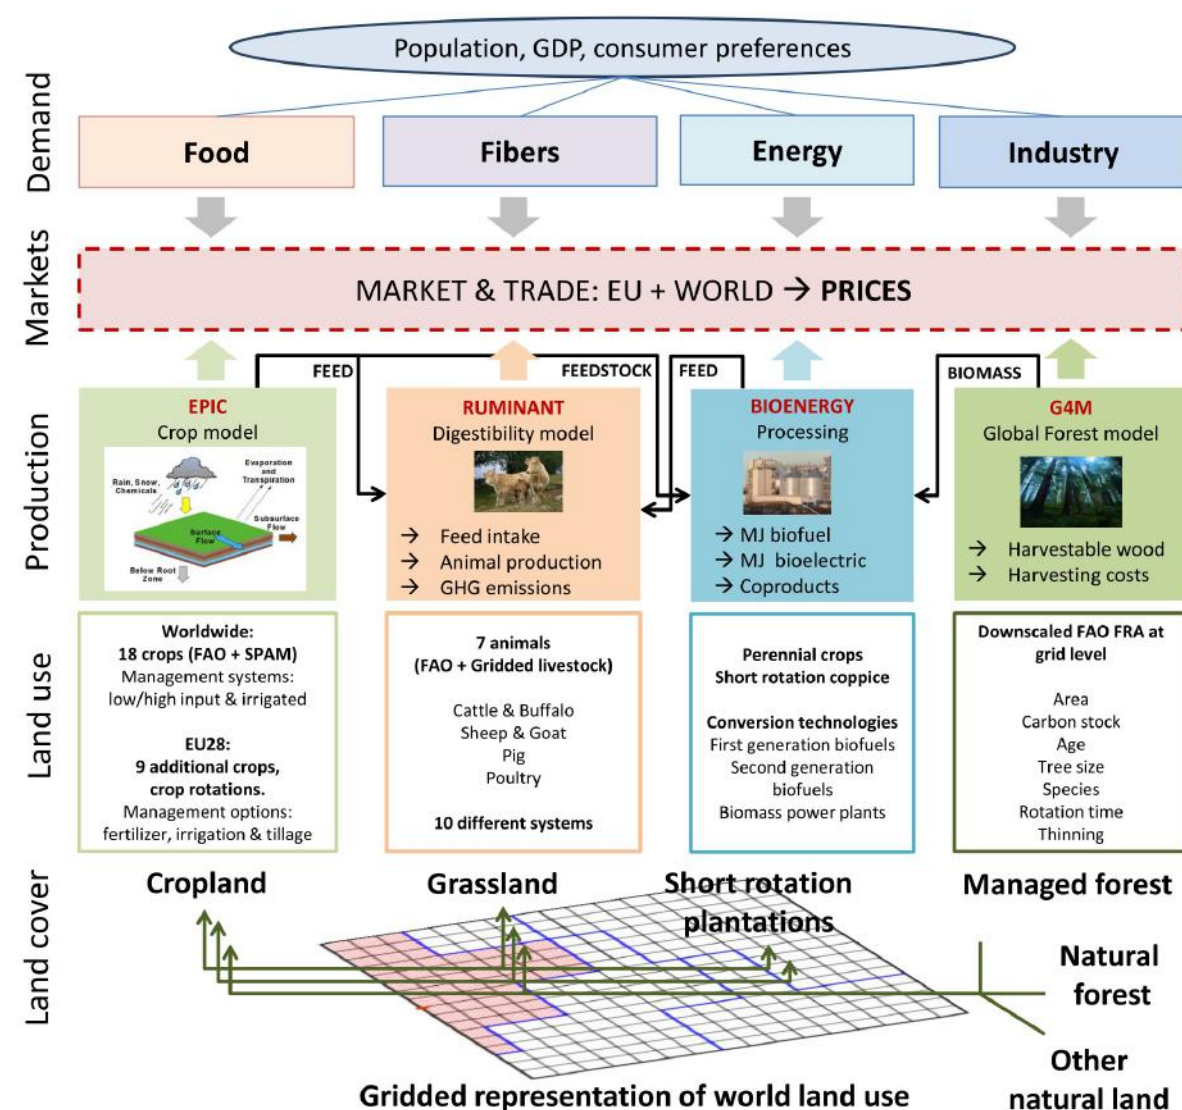 Population, GDP, consumer preferences
Demand
Food
Fibers
Energy
Industry
Markets
MARKET & TRADE: EU + WORLD → PRICES
FEED
FEEDSTOCK
FEED
BIOMASS
Production
EPIC
Crop model
Rain, Snow,
Chemicals
Evaporation
and
Transpiration
Subsurface
Flow
Surface
Flow
Below Root
Zone
RUMINANT
Digestibility model
→ Feed intake
→ Animal production
→ GHG emissions
BIOENERGY
Processing
→ MJ biofuel
→ MJ bioelectric
→ Coproducts
G4M
Global Forest model
→ Harvestable wood
→ Harvesting costs
Land use
Worldwide:
18 crops (FAO + SPAM)
Management systems:
low/high input & irrigated
EU28:
9 additional crops,
crop rotations.
Management options:
fertilizer, irrigation & tillage
7 animals
(FAO + Gridded livestock)
Cattle & Buffalo
Sheep & Goat
Pig
Poultry
10 different systems
Perennial crops
Short rotation coppice
Conversion technologies
First generation biofuels
Second generation
biofuels
Biomass power plants
Downscaled FAO FRA at
grid level
Area
Carbon stock
Age
Tree size
Species
Rotation time
Thinning
Land cover
Cropland
Grassland
Short rotation
plantations
Managed forest
Natural
forest
Other
natural land
Gridded representation of world land use